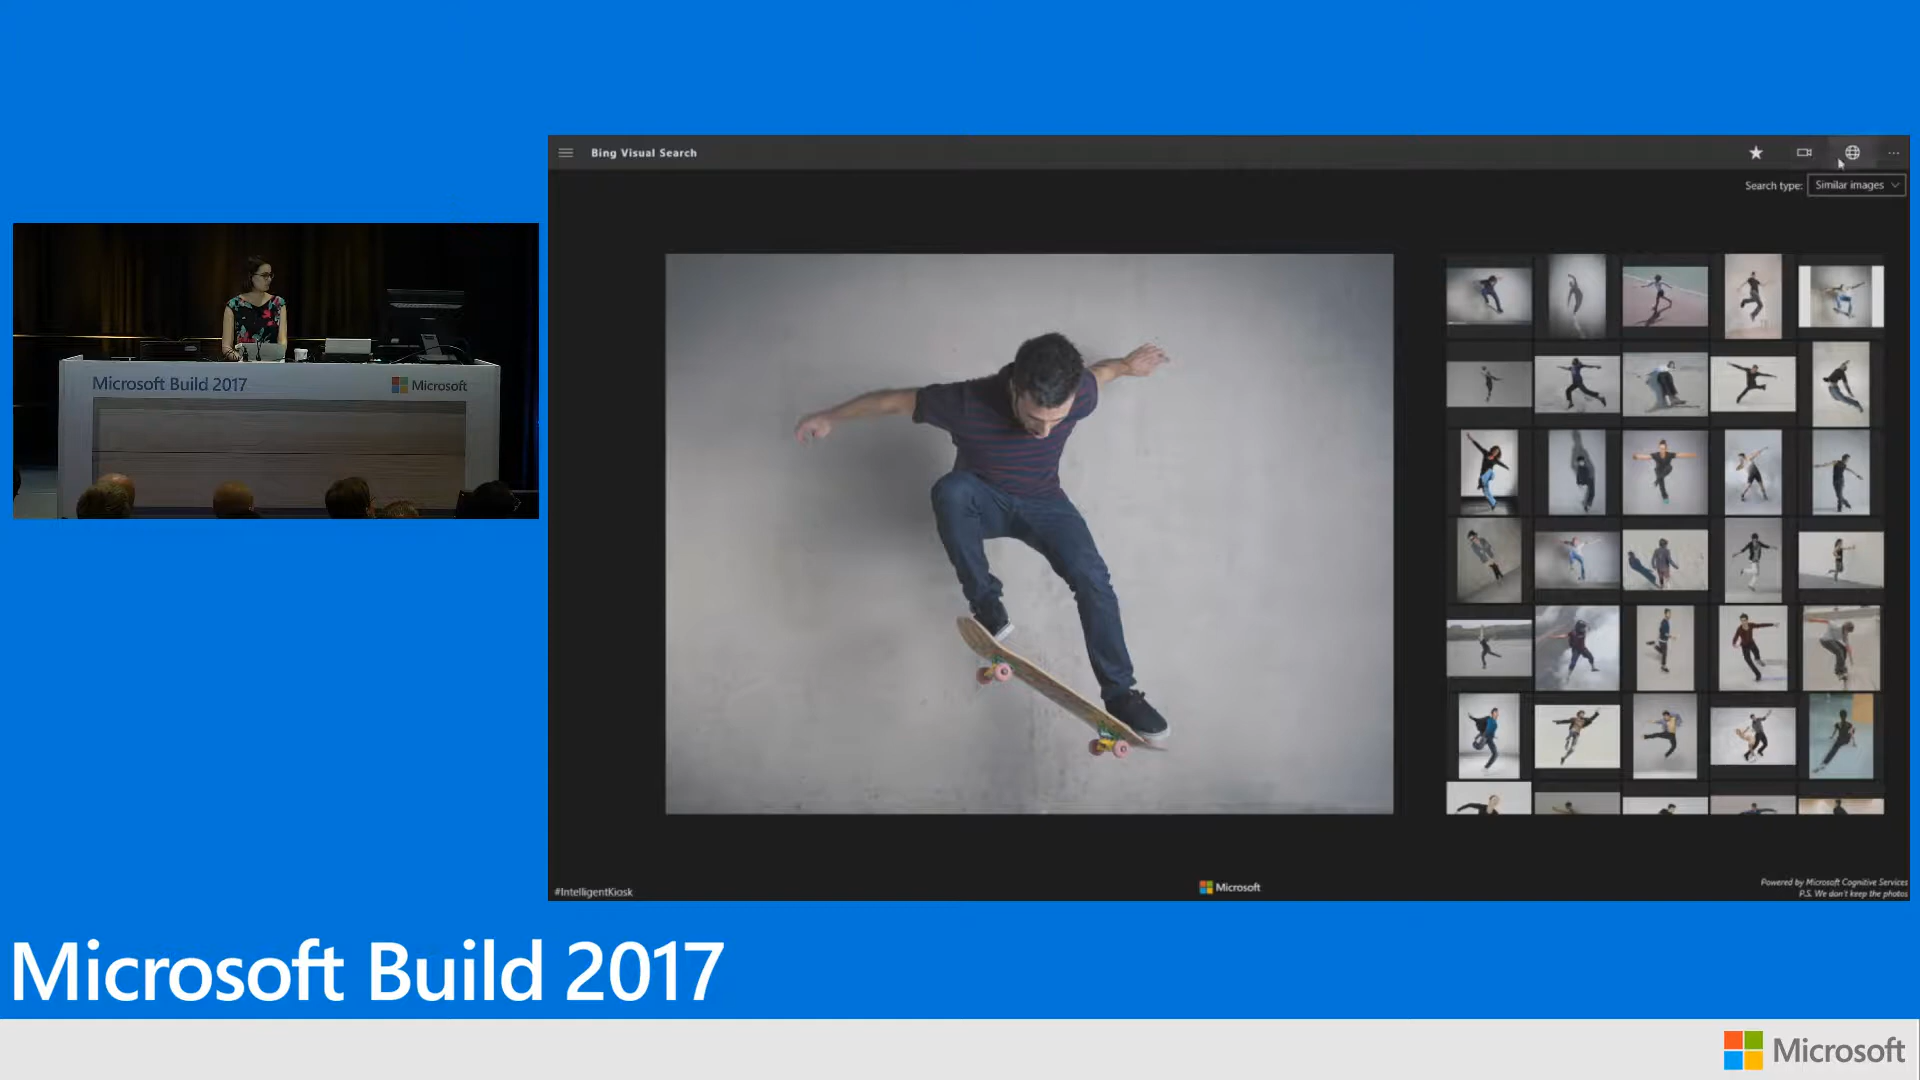 Bing Visual Search
Search type: Similar images
Microsoft Build 2017
Microsoft
#IntelligentKiosk
Microsoft
Powered by Microsoft Cognitive Services
P.S. We don't keep the photos
Microsoft Build 2017
Microsoft